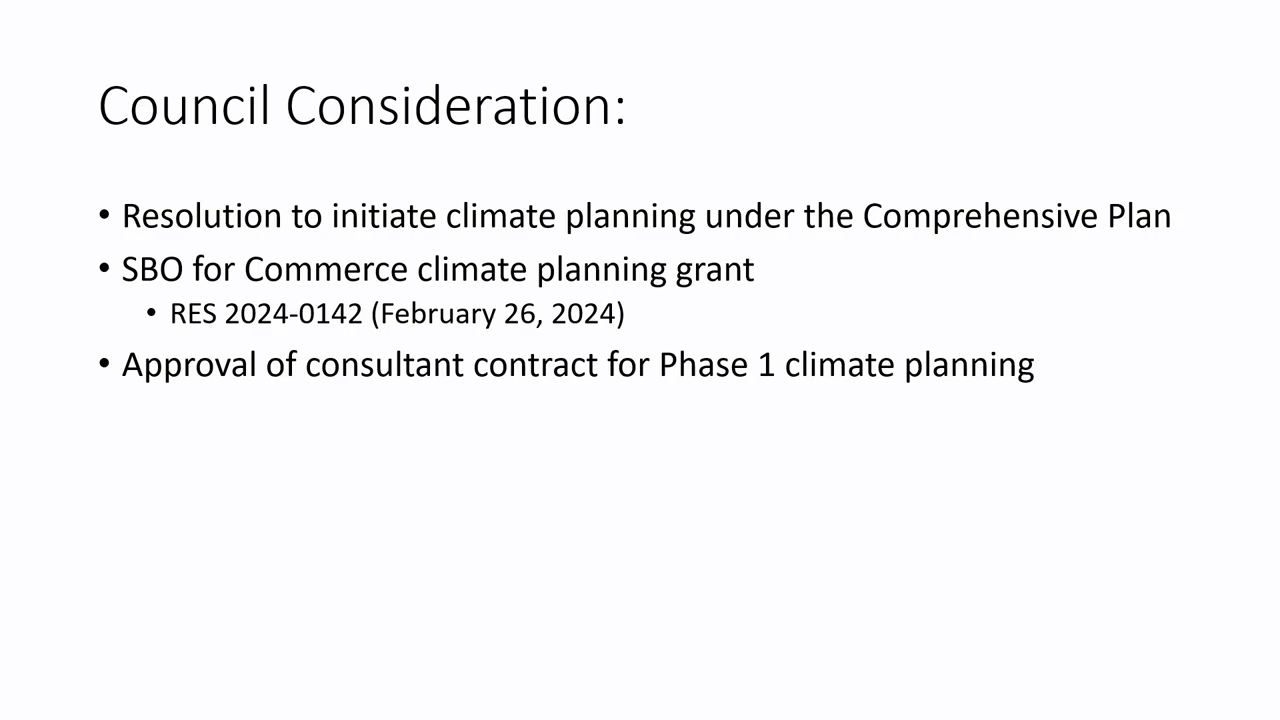 Council Consideration:
• Resolution to initiate climate planning under the Comprehensive Plan
• SBO for Commerce climate planning grant
• RES 2024-0142 (February 26, 2024)
• Approval of consultant contract for Phase 1 climate planning